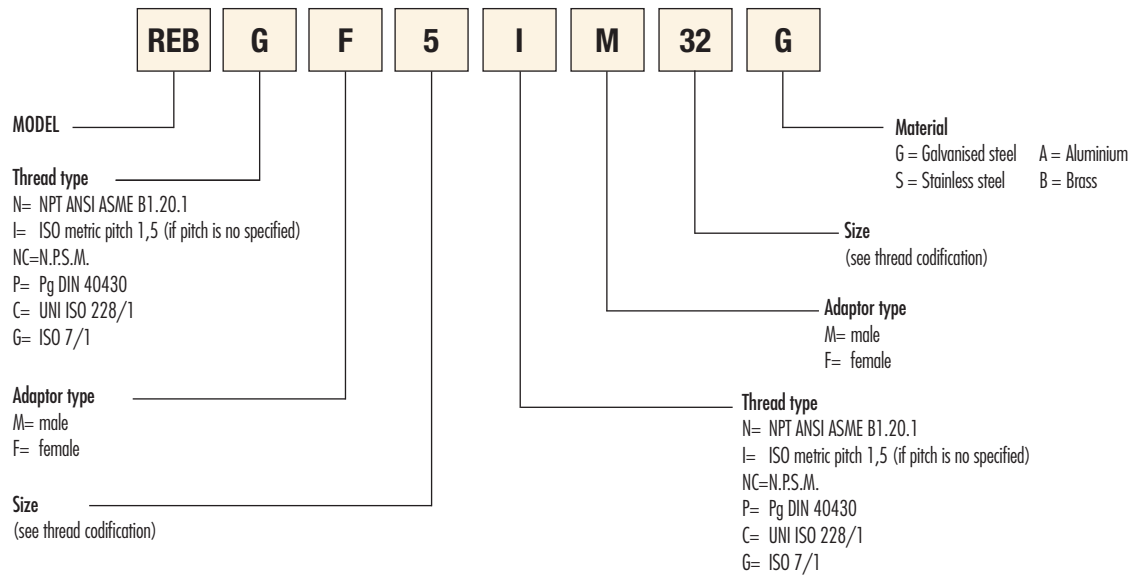 REB G F 5 I M 32 G
MODEL
Thread type
N= NPT ANSI ASME B1.20.1
I= ISO metric pitch 1,5 (if pitch is no specified)
NC=N.P.S.M.
P= Pg DIN 40430
C= UNI ISO 228/1
G= ISO 7/1
Adaptor type
M= male
F= female
Size
(see thread codification)
Material
G = Galvanised steel A = Aluminium
S = Stainless steel B = Brass
Size
(see thread codification)
Adaptor type
M= male
F= female
Thread type
N= NPT ANSI ASME B1.20.1
I= ISO metric pitch 1,5 (if pitch is no specified)
NC=N.P.S.M.
P= Pg DIN 40430
C= UNI ISO 228/1
G= ISO 7/1